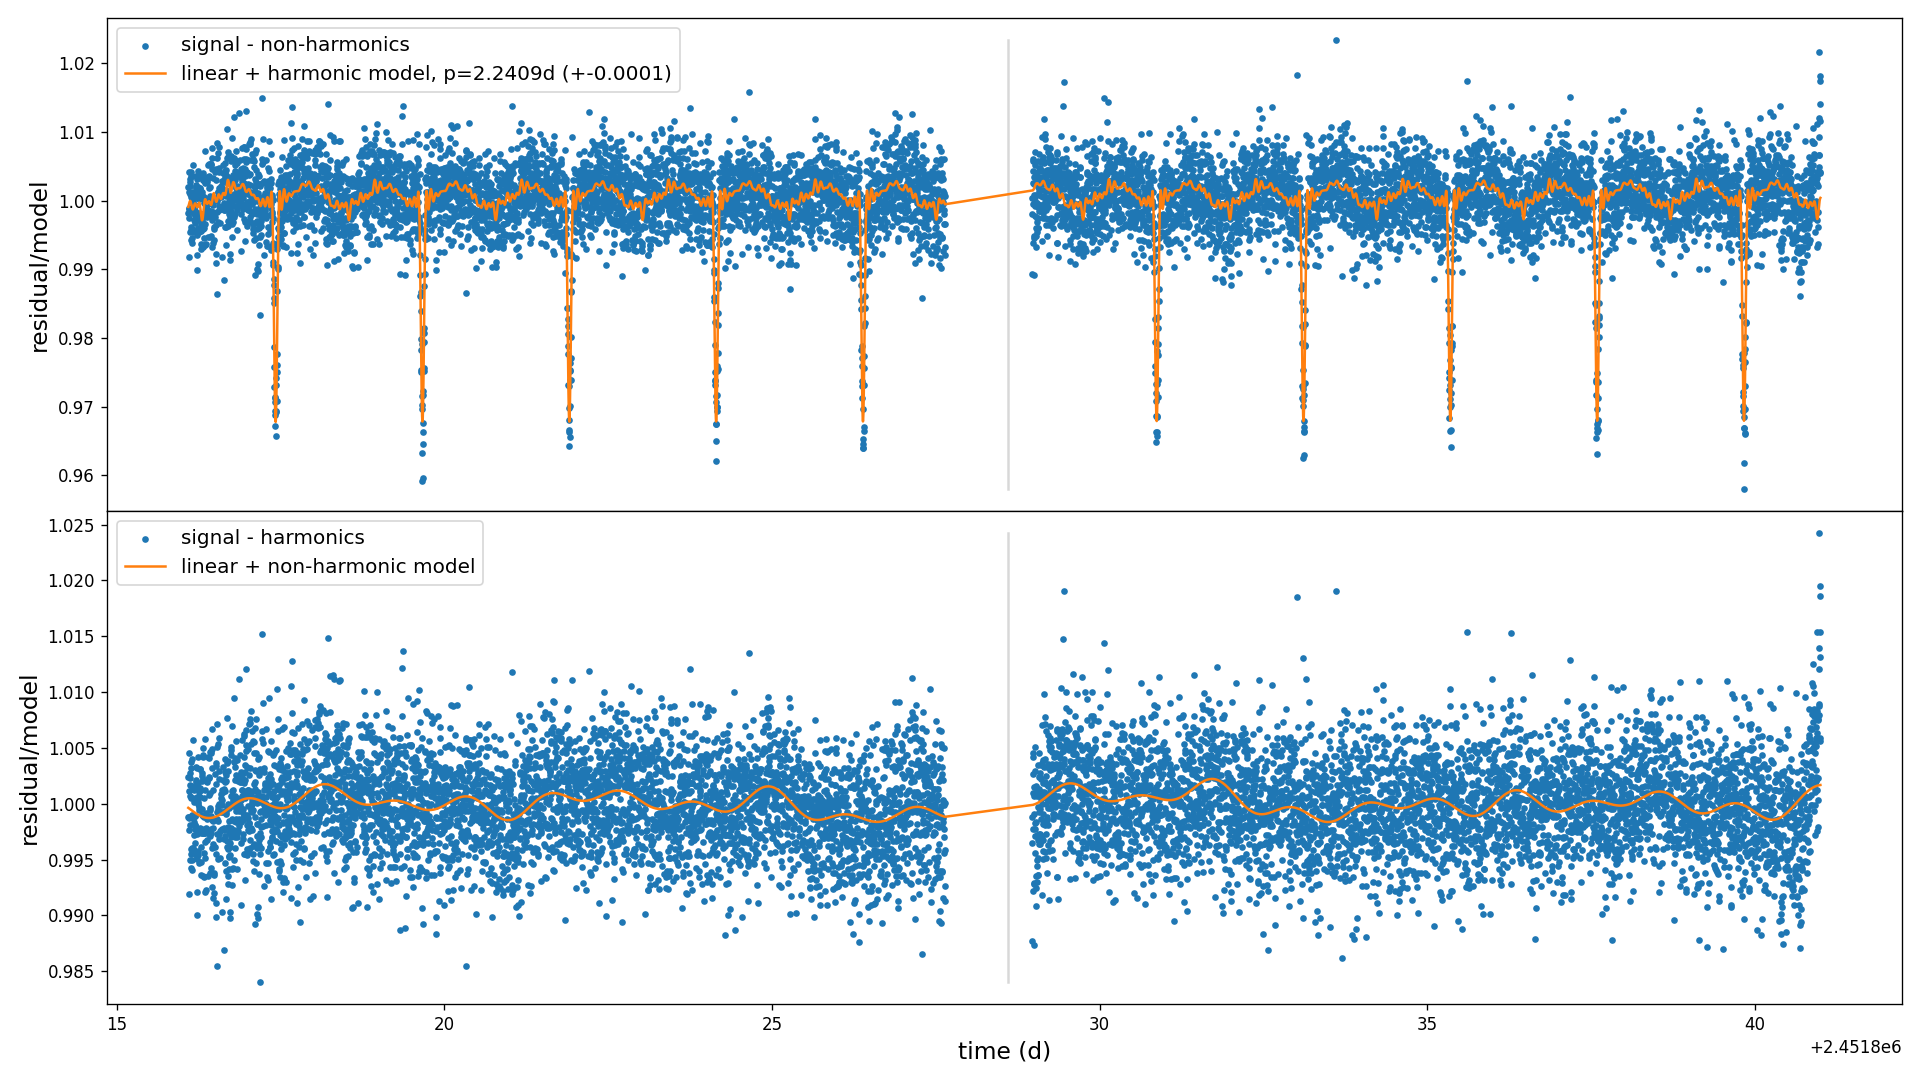 signal - non-harmonics
linear + harmonic model, p=2.2409d (+-0.0001)
1.02
1.01
1.00
0.99
0.98
0.97
0.96
residual/model
signal - harmonics
linear + non-harmonic model
1.025
1.020
1.015
1.010
1.005
1.000
0.995
0.990
0.985
residual/model
15 20 25 30 35 40
time (d)
+2.4518e6